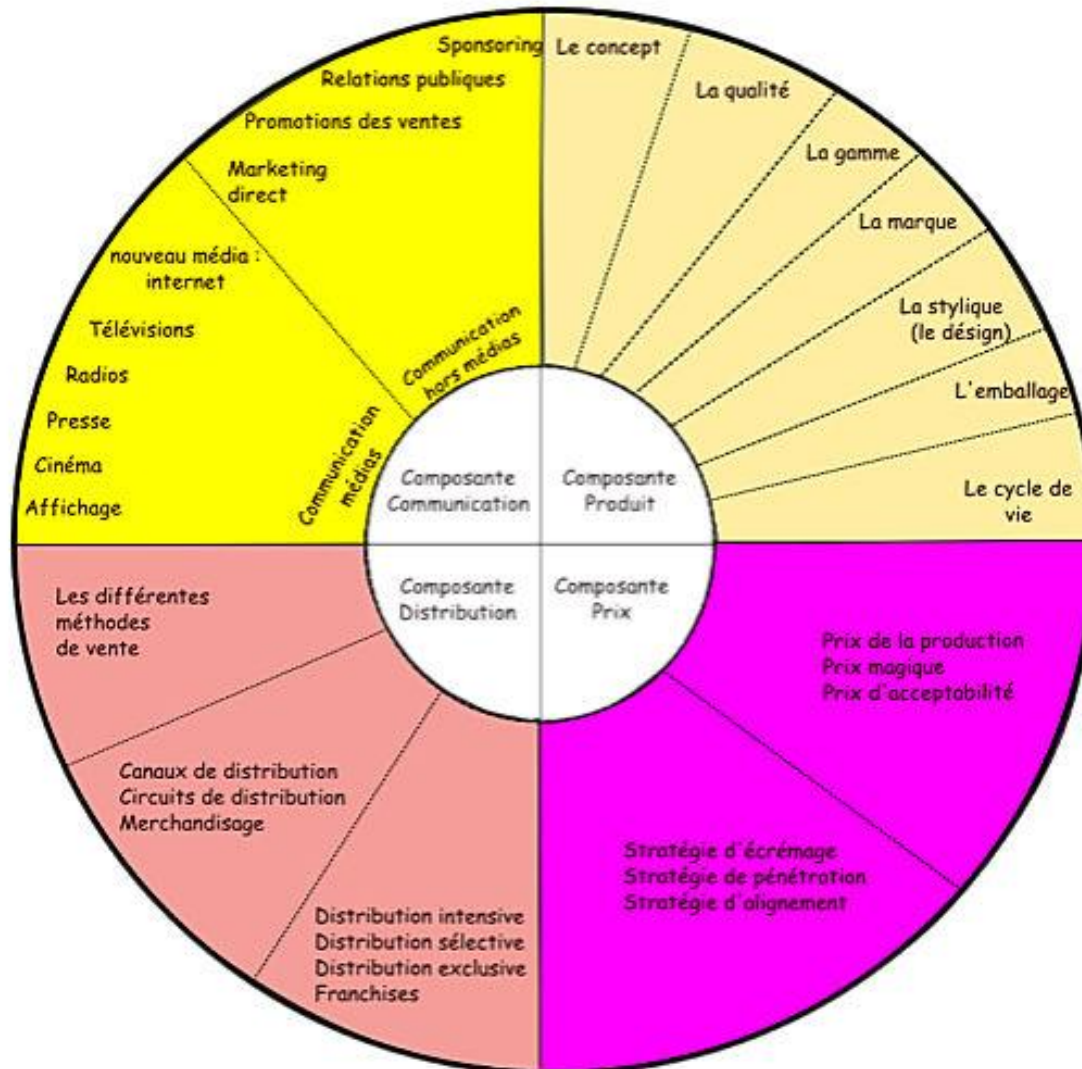 Sponsoring
Relations publiques
Promotions des ventes
Marketing
direct
nouveau média :
internet
Télévisions
Radios
Presse
Cinéma
Affichage
Communication
hors médias
Communication
médias
Le concept
La qualité
La gamme
La marque
La stylique
(le désign)
L'emballage
Le cycle de
vie
Composante
Communication
Composante
Produit
Composante
Distribution
Composante
Prix
Les différentes
méthodes
de vente
Canaux de distribution
Circuits de distribution
Merchandisage
Distribution intensive
Distribution sélective
Distribution exclusive
Franchises
Prix de la production
Prix magique
Prix d'acceptabilité
Stratégie d'écrémage
Stratégie de pénétration
Stratégie d'alignement